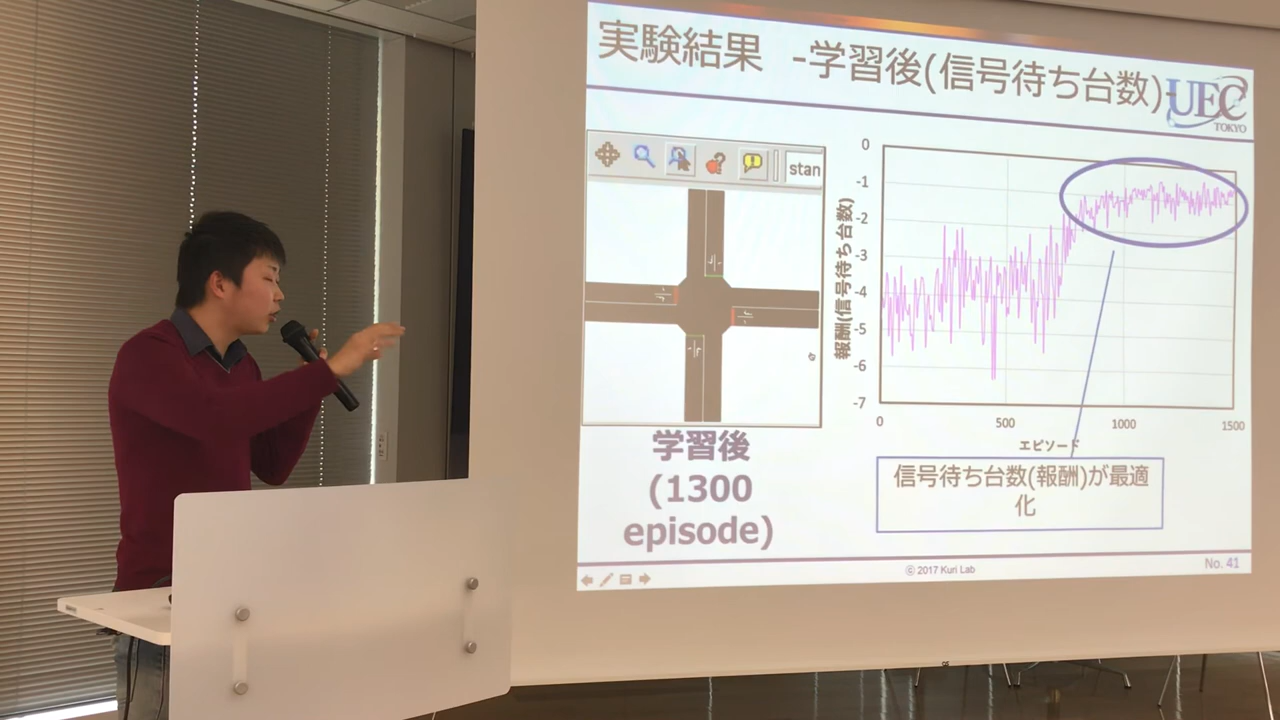 実験結果 -学習後(信号待ち台数)-
UEC
TOKYO
stan
学習後
(1300
episode)
報酬(信号待ち台数)
0
-1
-2
-3
-4
-5
-6
-7
0 500 1000 1500
エピソード
信号待ち台数(報酬)が最適
化
© 2017 Kuri Lab
No. 41